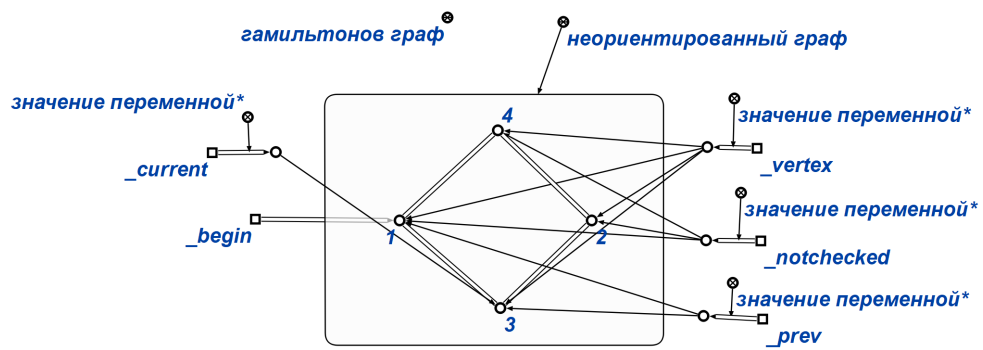 гамильтонов граф
неориентированный граф
значение переменной*
_current
_begin
4
1
2
3
значение переменной*
_vertex
значение переменной*
_notchecked
значение переменной*
_prev